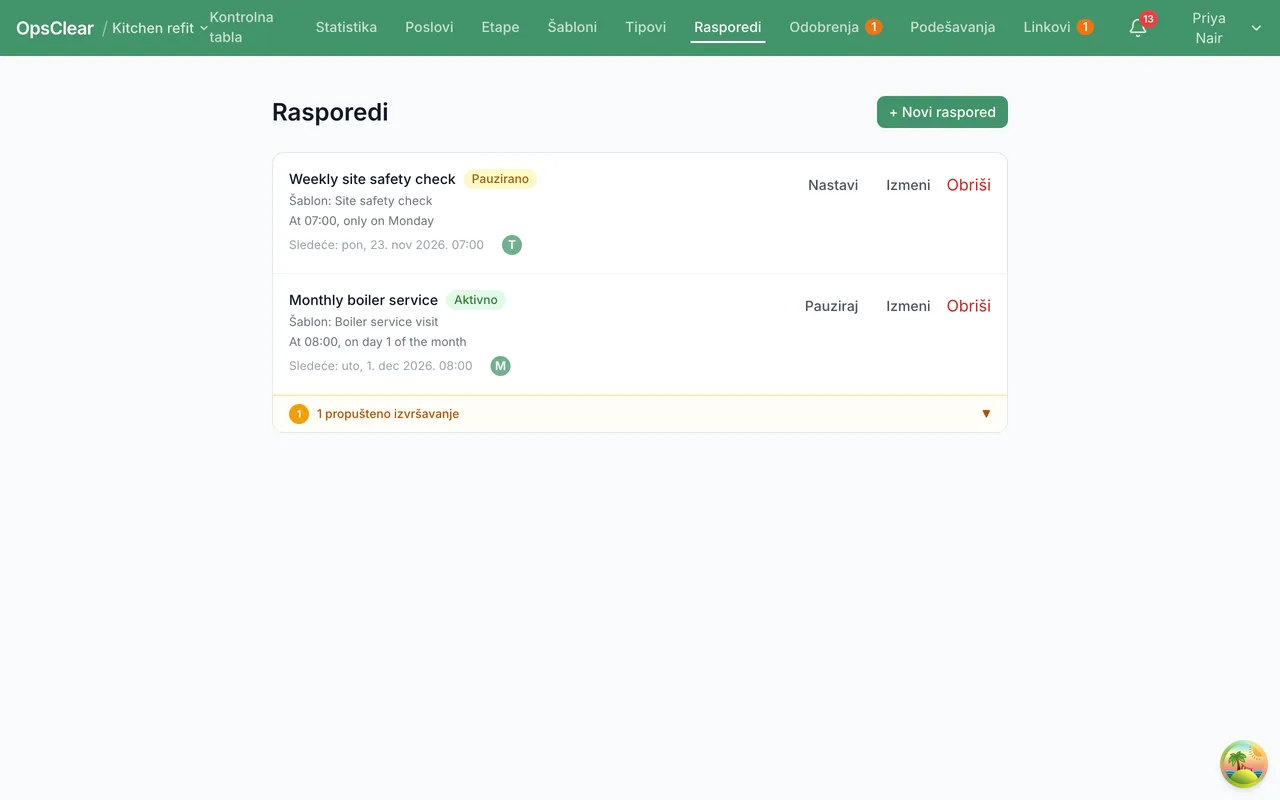 OpsClear / Kitchen refit Kontrolna tabla Statistika Poslovi Etape Šabloni Tipovi Rasporedi Odobrenja 1 Podešavanja Linkovi 1 13 Priya Nair
Rasporedi
+ Novi raspored
Weekly site safety check Pauzirano
Nastavi Izmeni Obriši
Šablon: Site safety check
At 07:00, only on Monday
Sledeće: pon, 23. nov 2026. 07:00 T
Monthly boiler service Aktivno
Pauziraj Izmeni Obriši
Šablon: Boiler service visit
At 08:00, on day 1 of the month
Sledeće: uto, 1. dec 2026. 08:00 M
1 1 propušteno izvršavanje ▼